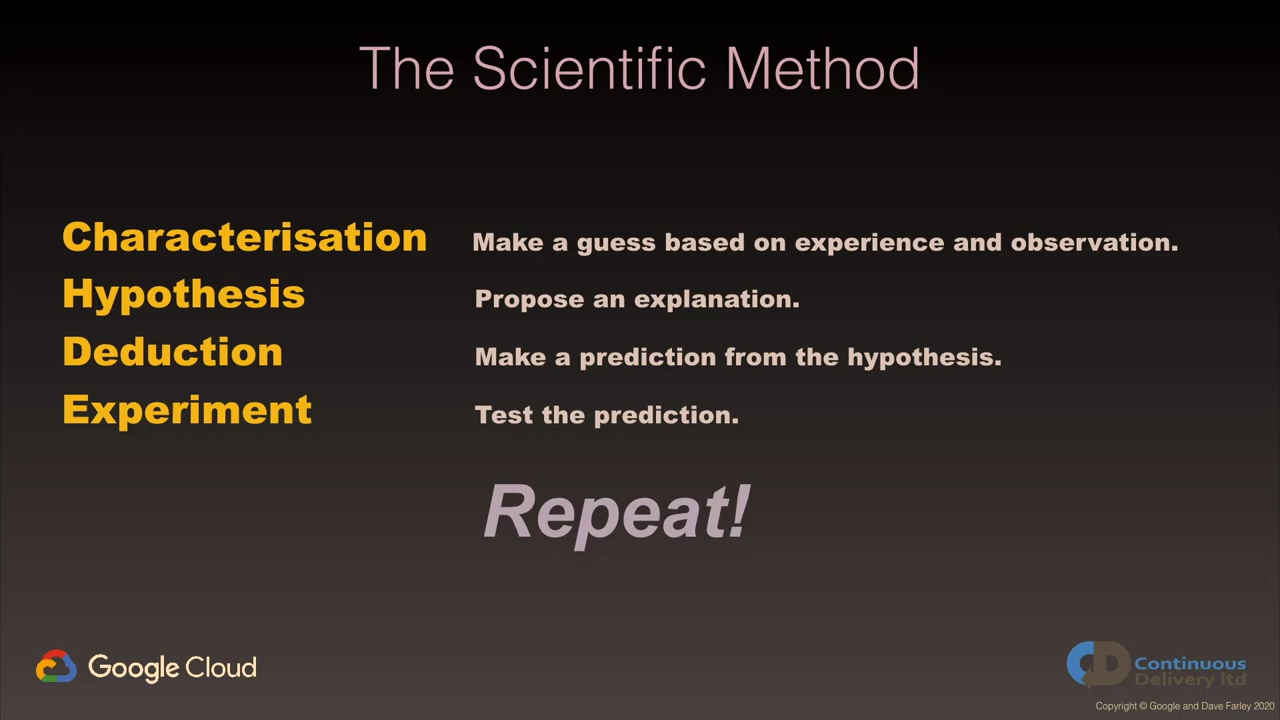 The Scientific Method
Characterisation Make a guess based on experience and observation.
Hypothesis Propose an explanation.
Deduction Make a prediction from the hypothesis.
Experiment Test the prediction.
Repeat!
Google Cloud
CD Continuous
Delivery ltd
Copyright © Google and Dave Farley 2020